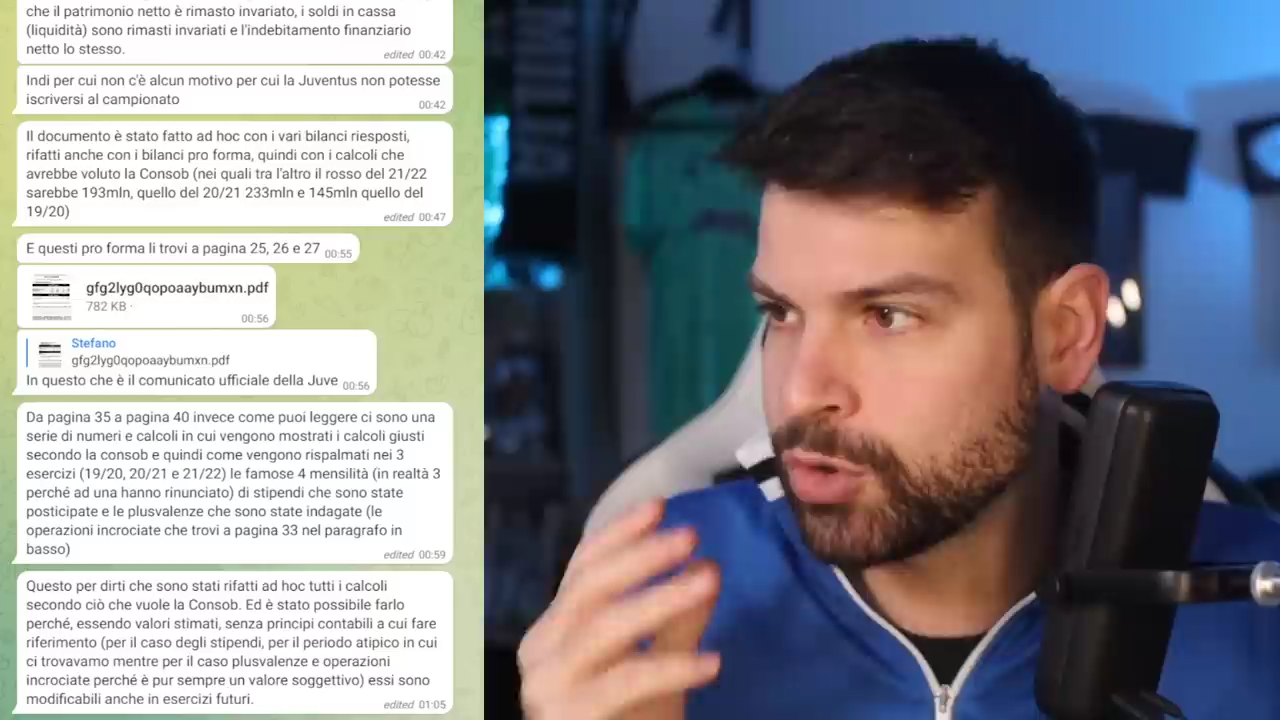 che il patrimonio netto è rimasto invariato, i soldi in cassa
(liquidità) sono rimasti invariati e l'indebitamento finanziario
netto lo stesso.
edited 00:42
Indi per cui non c'è alcun motivo per cui la Juventus non potesse
iscriversi al campionato
00:42
Il documento è stato fatto ad hoc con i vari bilanci riesposti,
rifatti anche con i bilanci pro forma, quindi con i calcoli che
avrebbe voluto la Consob (nei quali tra l'altro il rosso del 21/22
sarebbe 193mln, quello del 20/21 233mln e 145mln quello del
19/20)
edited 00:47
E questi pro forma li trovi a pagina 25, 26 e 27 00:55
gfg2lyg0qopoaaybumxn.pdf
782 KB ·
00:56
Stefano
gfg2lyg0qopoaaybumxn.pdf
In questo che è il comunicato ufficiale della Juve 00:56
Da pagina 35 a pagina 40 invece come puoi leggere ci sono una
serie di numeri e calcoli in cui vengono mostrati i calcoli giusti
secondo la consob e quindi come vengono rispalmati nei 3
esercizi (19/20, 20/21 e 21/22) le famose 4 mensilità (in realtà 3
perché ad una hanno rinunciato) di stipendi che sono state
posticipate e le plusvalenze che sono state indagate (le
operazioni incrociate che trovi a pagina 33 nel paragrafo in
basso)
edited 00:59
Questo per dirti che sono stati rifatti ad hoc tutti i calcoli
secondo ciò che vuole la Consob. Ed è stato possibile farlo
perché, essendo valori stimati, senza principi contabili a cui fare
riferimento (per il caso degli stipendi, per il periodo atipico in cui
ci trovavamo mentre per il caso plusvalenze e operazioni
incrociate perché è pur sempre un valore soggettivo) essi sono
modificabili anche in esercizi futuri.
edited 01:05